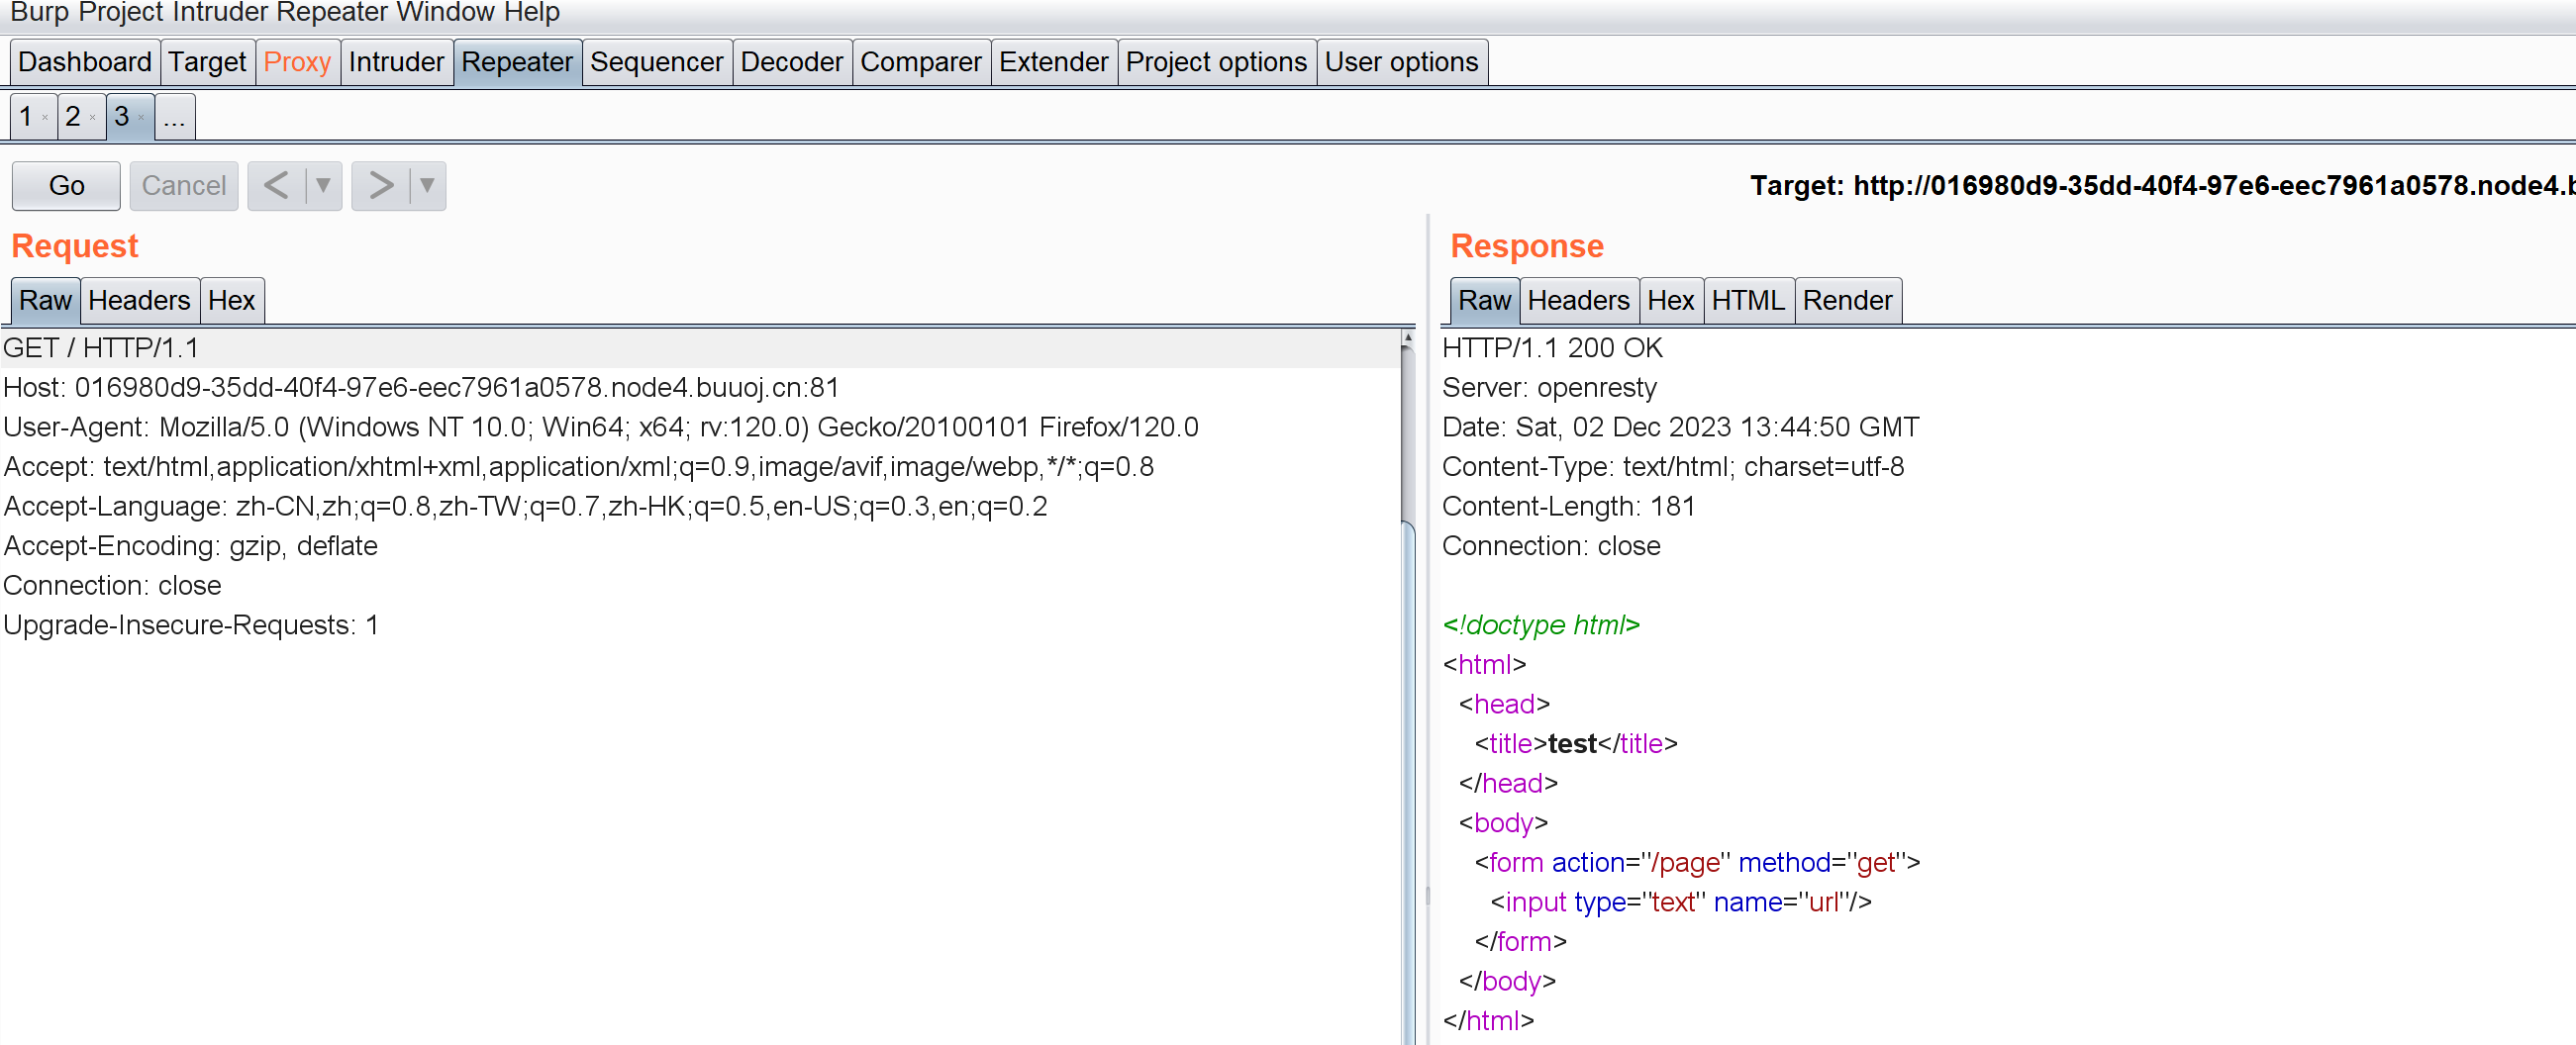 Burp Project Intruder Repeater Window Help
Dashboard Target Proxy Intruder Repeater Sequencer Decoder Comparer Extender Project options User options
1 × 2 × 3 × ...
Go Cancel < ▼ > ▼ Target: http://016980d9-35dd-40f4-97e6-eec7961a0578.node4.b
Request
Raw Headers Hex
GET / HTTP/1.1
Host: 016980d9-35dd-40f4-97e6-eec7961a0578.node4.buuoj.cn:81
User-Agent: Mozilla/5.0 (Windows NT 10.0; Win64; x64; rv:120.0) Gecko/20100101 Firefox/120.0
Accept: text/html,application/xhtml+xml,application/xml;q=0.9,image/avif,image/webp,*/*;q=0.8
Accept-Language: zh-CN,zh;q=0.8,zh-TW;q=0.7,zh-HK;q=0.5,en-US;q=0.3,en;q=0.2
Accept-Encoding: gzip, deflate
Connection: close
Upgrade-Insecure-Requests: 1
Response
Raw Headers Hex HTML Render
HTTP/1.1 200 OK
Server: openresty
Date: Sat, 02 Dec 2023 13:44:50 GMT
Content-Type: text/html; charset=utf-8
Content-Length: 181
Connection: close
<!doctype html>
<html>
<head>
<title>test</title>
</head>
<body>
<form action="/page" method="get">
<input type="text" name="url"/>
</form>
</body>
</html>